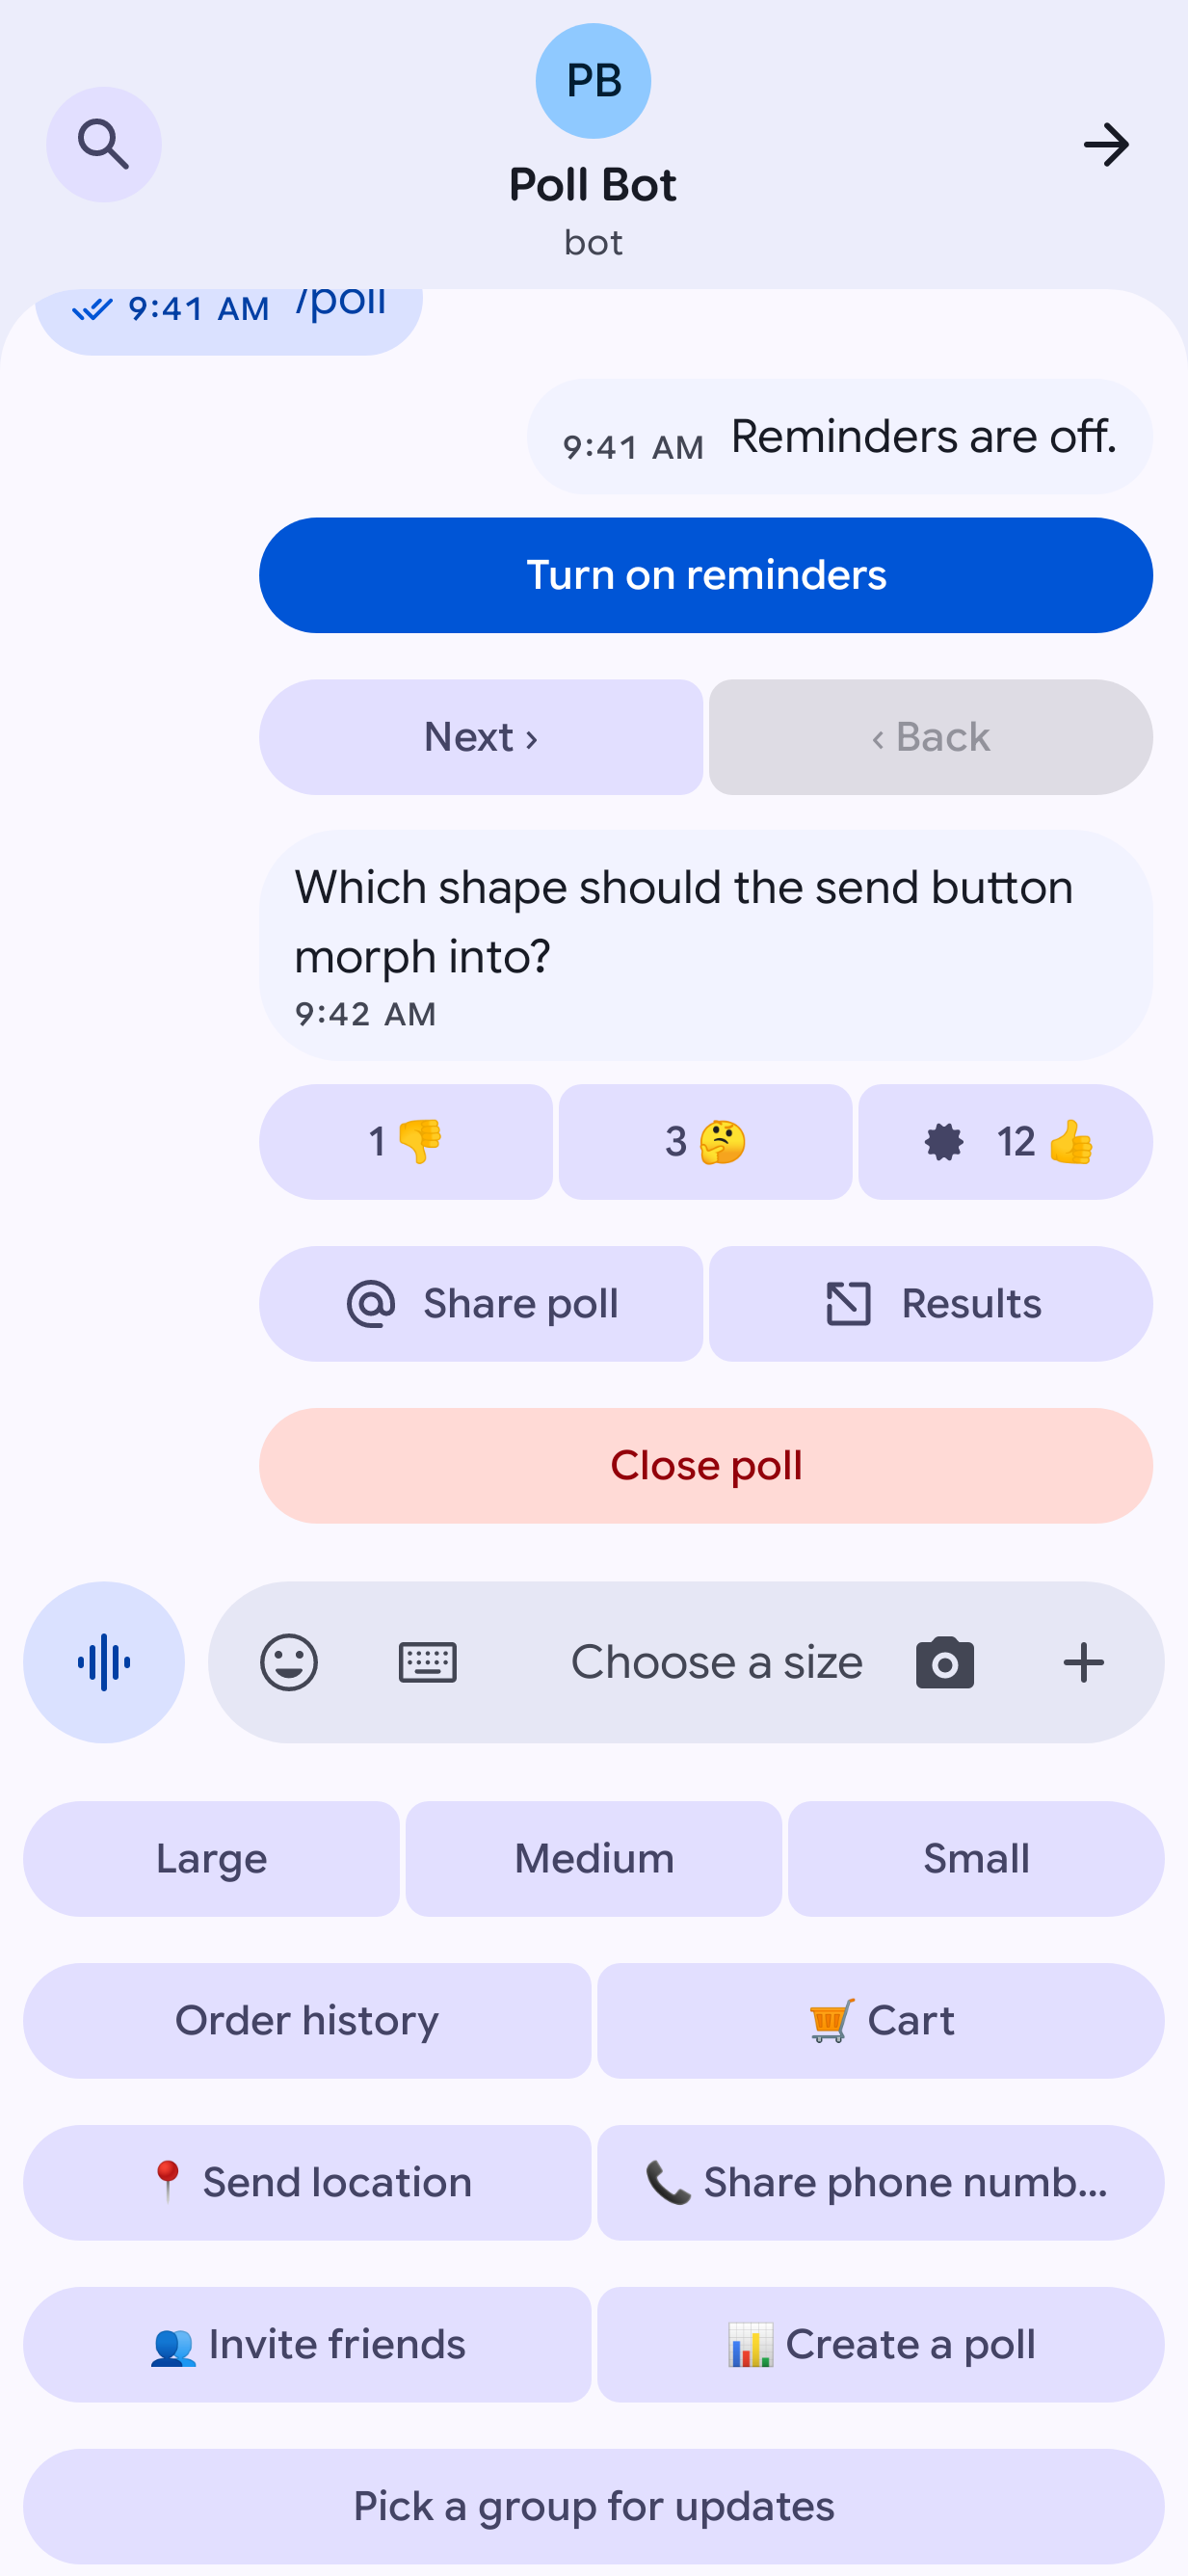 PB
Poll Bot
bot
/poll 9:41 AM
Reminders are off. 9:41 AM
Turn on reminders
‹ Back
Next ›
Which shape should the send button
morph into?
9:42 AM
12 👍
3 🤔
1 👎
Results
Share poll
Close poll
Choose a size
Small
Medium
Large
🛒 Cart
Order history
📞 Share phone numb...
📍 Send location
📊 Create a poll
👥 Invite friends
Pick a group for updates